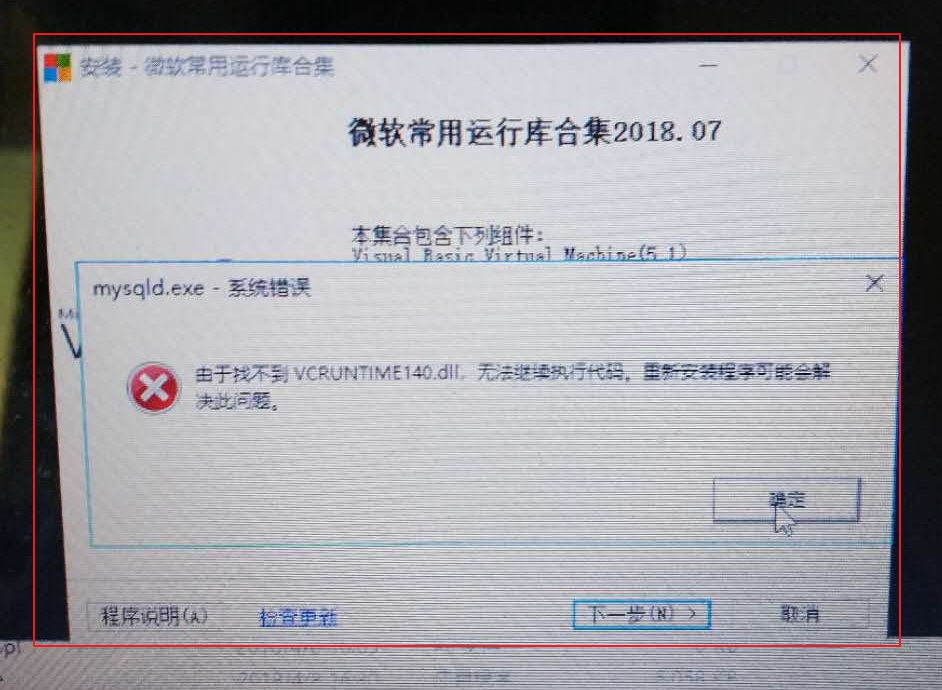 安装 - 微软常用运行库合集
微软常用运行库合集2018.07
本集合包含下列组件:
Visual Basic Virtual Machine(5.1)
mysqld.exe - 系统错误
由于找不到 VCRUNTIME140.dll,无法继续执行代码。重新安装程序可能会解
决此问题。
确定
程序说明(A)
检查更新
下一步(N) >
取消